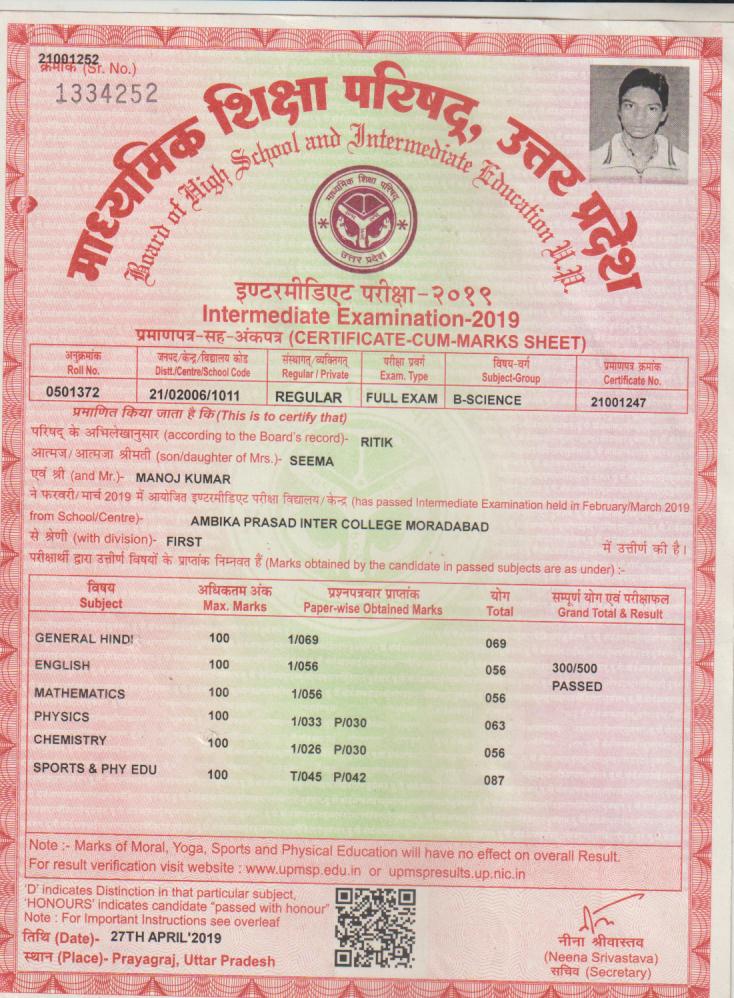 21001252
क्रमांक (Sr. No.)
1334252
माध्यमिक शिक्षा परिषद्, उत्तर प्रदेश
Board of High School and Intermediate Education U.P.
माध्यमिक शिक्षा परिषद्
उत्तर प्रदेश
इण्टरमीडिएट परीक्षा-२०१९
Intermediate Examination-2019
प्रमाणपत्र-सह-अंकपत्र (CERTIFICATE-CUM-MARKS SHEET)
अनुक्रमांक जनपद/केन्द्र/विद्यालय कोड संस्थागत/व्यक्तिगत् परीक्षा प्रवर्ग विषय-वर्ग प्रमाणपत्र क्रमांक
Roll No. Distt./Centre/School Code Regular / Private Exam. Type Subject-Group Certificate No.
0501372 21/02006/1011 REGULAR FULL EXAM B-SCIENCE 21001247
प्रमाणित किया जाता है कि (This is to certify that)
परिषद् के अभिलेखानुसार (according to the Board's record)- RITIK
आत्मज/आत्मजा श्रीमती (son/daughter of Mrs.)- SEEMA
एवं श्री (and Mr.)- MANOJ KUMAR
ने फरवरी/मार्च 2019 में आयोजित इण्टरमीडिएट परीक्षा विद्यालय/केन्द्र (has passed Intermediate Examination held in February/March 2019
from School/Centre)- AMBIKA PRASAD INTER COLLEGE MORADABAD
से श्रेणी (with division)- FIRST में उत्तीर्ण की है।
परीक्षार्थी द्वारा उत्तीर्ण विषयों के प्राप्तांक निम्नवत हैं (Marks obtained by the candidate in passed subjects are as under) :-
विषय अधिकतम अंक प्रश्नपत्रवार प्राप्तांक योग सम्पूर्ण योग एवं परीक्षाफल
Subject Max. Marks Paper-wise Obtained Marks Total Grand Total & Result
GENERAL HINDI 100 1/069 069
ENGLISH 100 1/056 056 300/500
PASSED
MATHEMATICS 100 1/056 056
PHYSICS 100 1/033 P/030 063
CHEMISTRY 100 1/026 P/030 056
SPORTS & PHY EDU 100 T/045 P/042 087
Note :- Marks of Moral, Yoga, Sports and Physical Education will have no effect on overall Result.
For result verification visit website : www.upmsp.edu.in or upmspresults.up.nic.in
'D' indicates Distinction in that particular subject,
'HONOURS' indicates candidate "passed with honour"
Note : For Important Instructions see overleaf
तिथि (Date)- 27TH APRIL'2019
स्थान (Place)- Prayagraj, Uttar Pradesh
नीना श्रीवास्तव
(Neena Srivastava)
सचिव (Secretary)